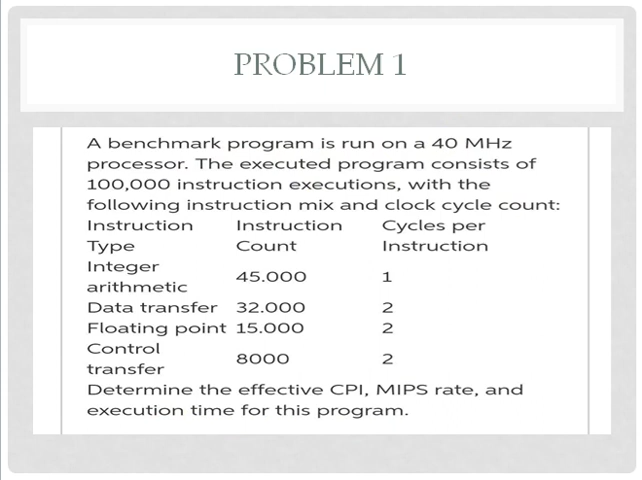 PROBLEM 1
A benchmark program is run on a 40 MHz
processor. The executed program consists of
100,000 instruction executions, with the
following instruction mix and clock cycle count:
Instruction Instruction Cycles per
Type Count Instruction
Integer
arithmetic 45.000 1
Data transfer 32.000 2
Floating point 15.000 2
Control
transfer 8000 2
Determine the effective CPI, MIPS rate, and
execution time for this program.